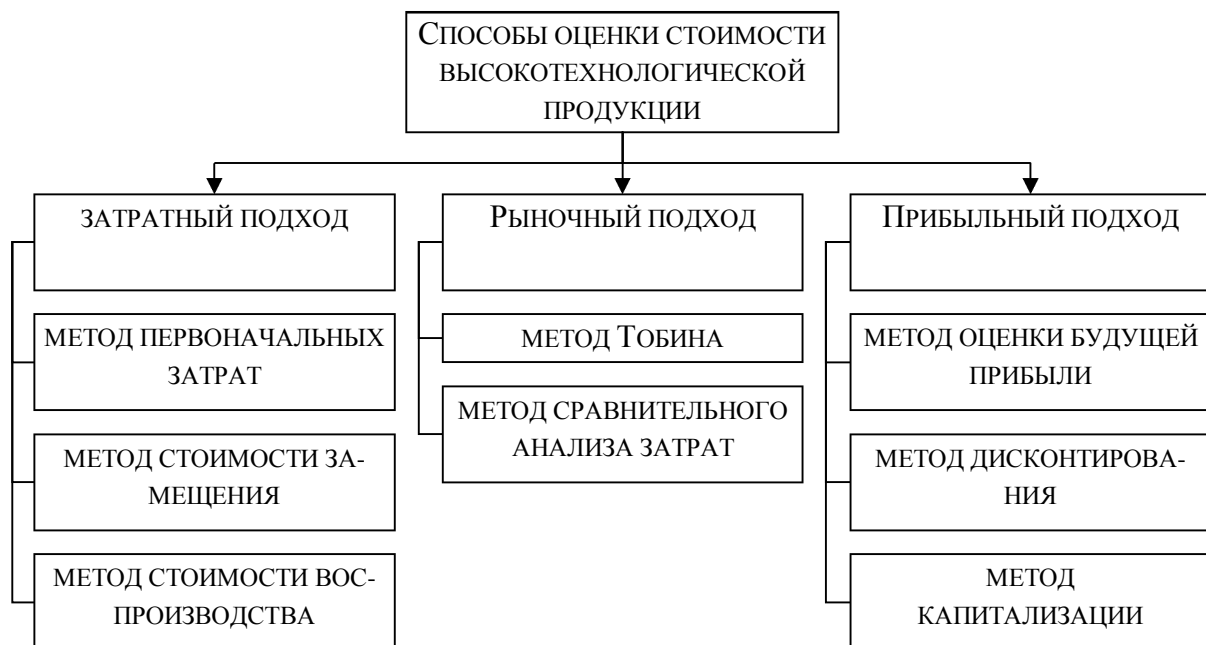 Способы оценки стоимости
высокотехнологической
продукции
затратный подход
Рыночный подход
Прибыльный подход
метод первоначальных
затрат
метод стоимости за-
мещения
метод стоимости вос-
производства
метод Тобина
метод сравнительного
анализа затрат
метод оценки будущей
прибыли
метод дисконтирова-
ния
метод
капитализации